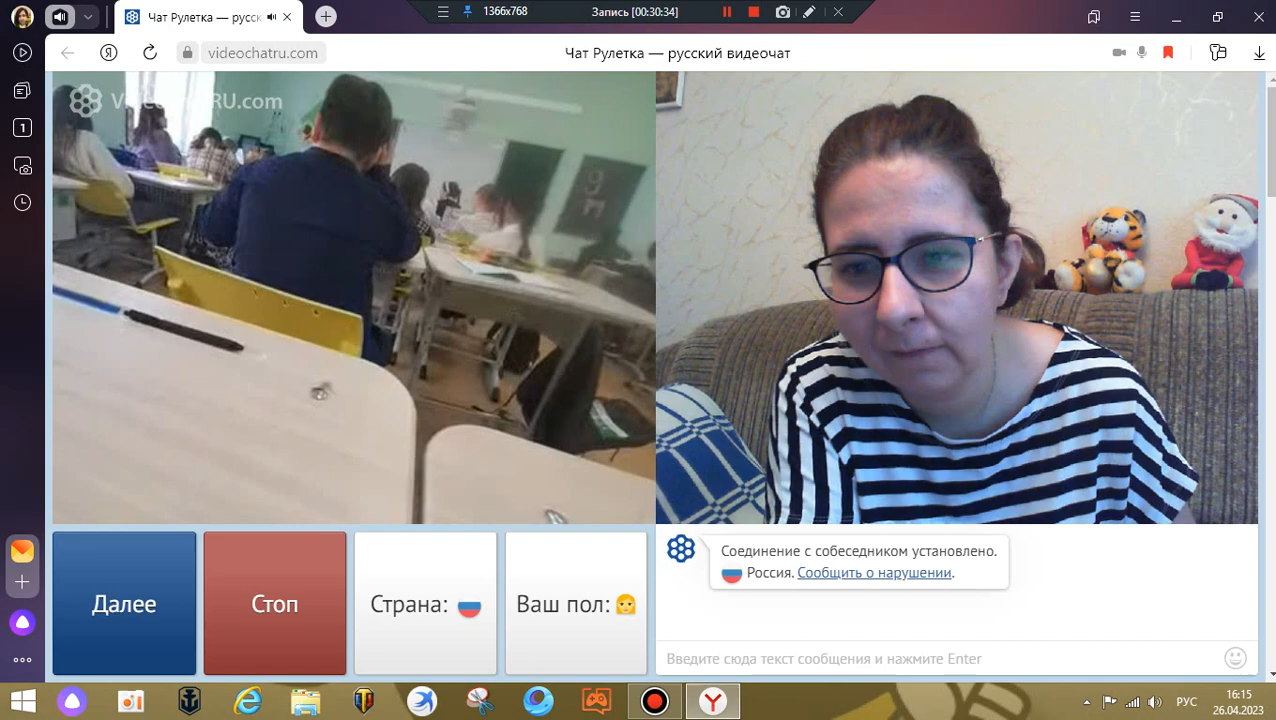 Чат Рулетка — русск
1366x768
Запись [00:30:34]
1
Я
videochatru.com
Чат Рулетка — русский видеочат
Соединение с собеседником установлено.
Россия. Сообщить о нарушении.
Далее
Стоп
Страна:
Ваш пол:
Введите сюда текст сообщения и нажмите Enter
РУС
16:15
26.04.2023